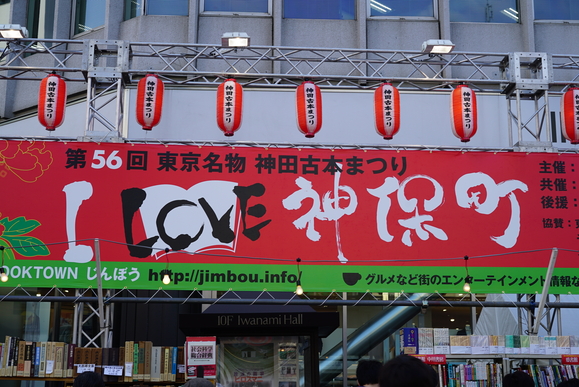 神田古本まつり
神田古本まつり
神田古本まつり
神田古本まつり
神田古本まつり
神田古本まつり
第56回 東京名物 神田古本まつり
主催：
共催：
後援：
協賛：
I LOVE 神保町
OOKTOWN じんぼう http://jimbou.info
グルメなど街のエンターテインメント情報な
10F Iwanami Hall